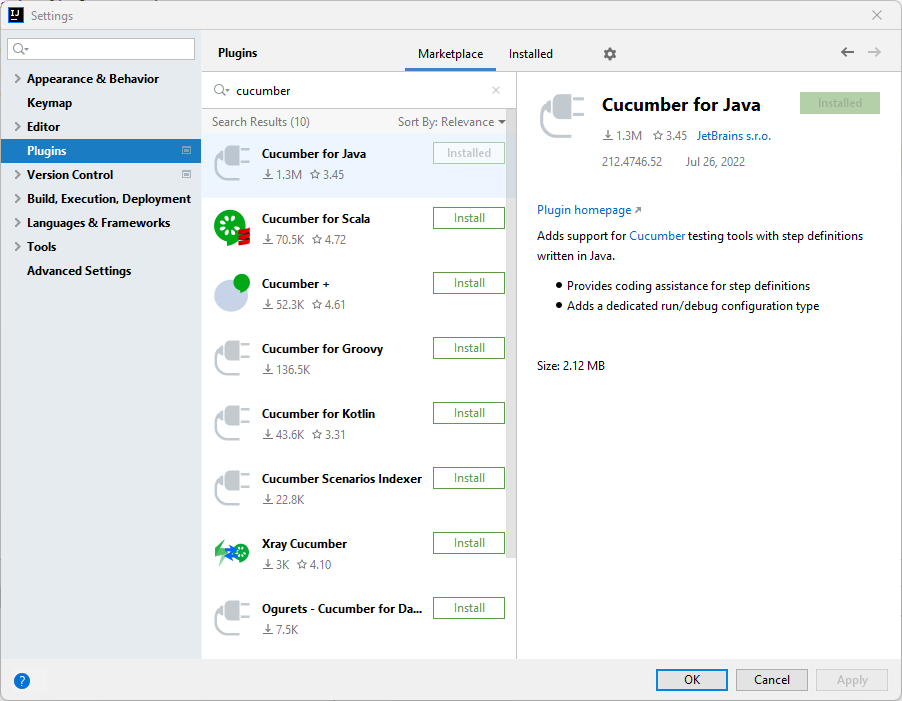 IJ
Settings
Appearance & Behavior
Keymap
Editor
Plugins
Version Control
Build, Execution, Deployment
Languages & Frameworks
Tools
Advanced Settings
Plugins
Marketplace
Installed
cucumber
Search Results (10)
Sort By: Relevance
Cucumber for Java
Installed
1.3M 3.45
Cucumber for Scala
Install
70.5K 4.72
Cucumber +
Install
52.3K 4.61
Cucumber for Groovy
Install
136.5K
Cucumber for Kotlin
Install
43.6K 3.31
Cucumber Scenarios Indexer
Install
22.8K
Xray Cucumber
Install
3K 4.10
Ogurets - Cucumber for Da...
Install
7.5K
Cucumber for Java
Installed
1.3M 3.45 JetBrains s.r.o.
212.4746.52 Jul 26, 2022
Plugin homepage
Adds support for Cucumber testing tools with step definitions
written in Java.
Provides coding assistance for step definitions
Adds a dedicated run/debug configuration type
Size: 2.12 MB
?
OK
Cancel
Apply